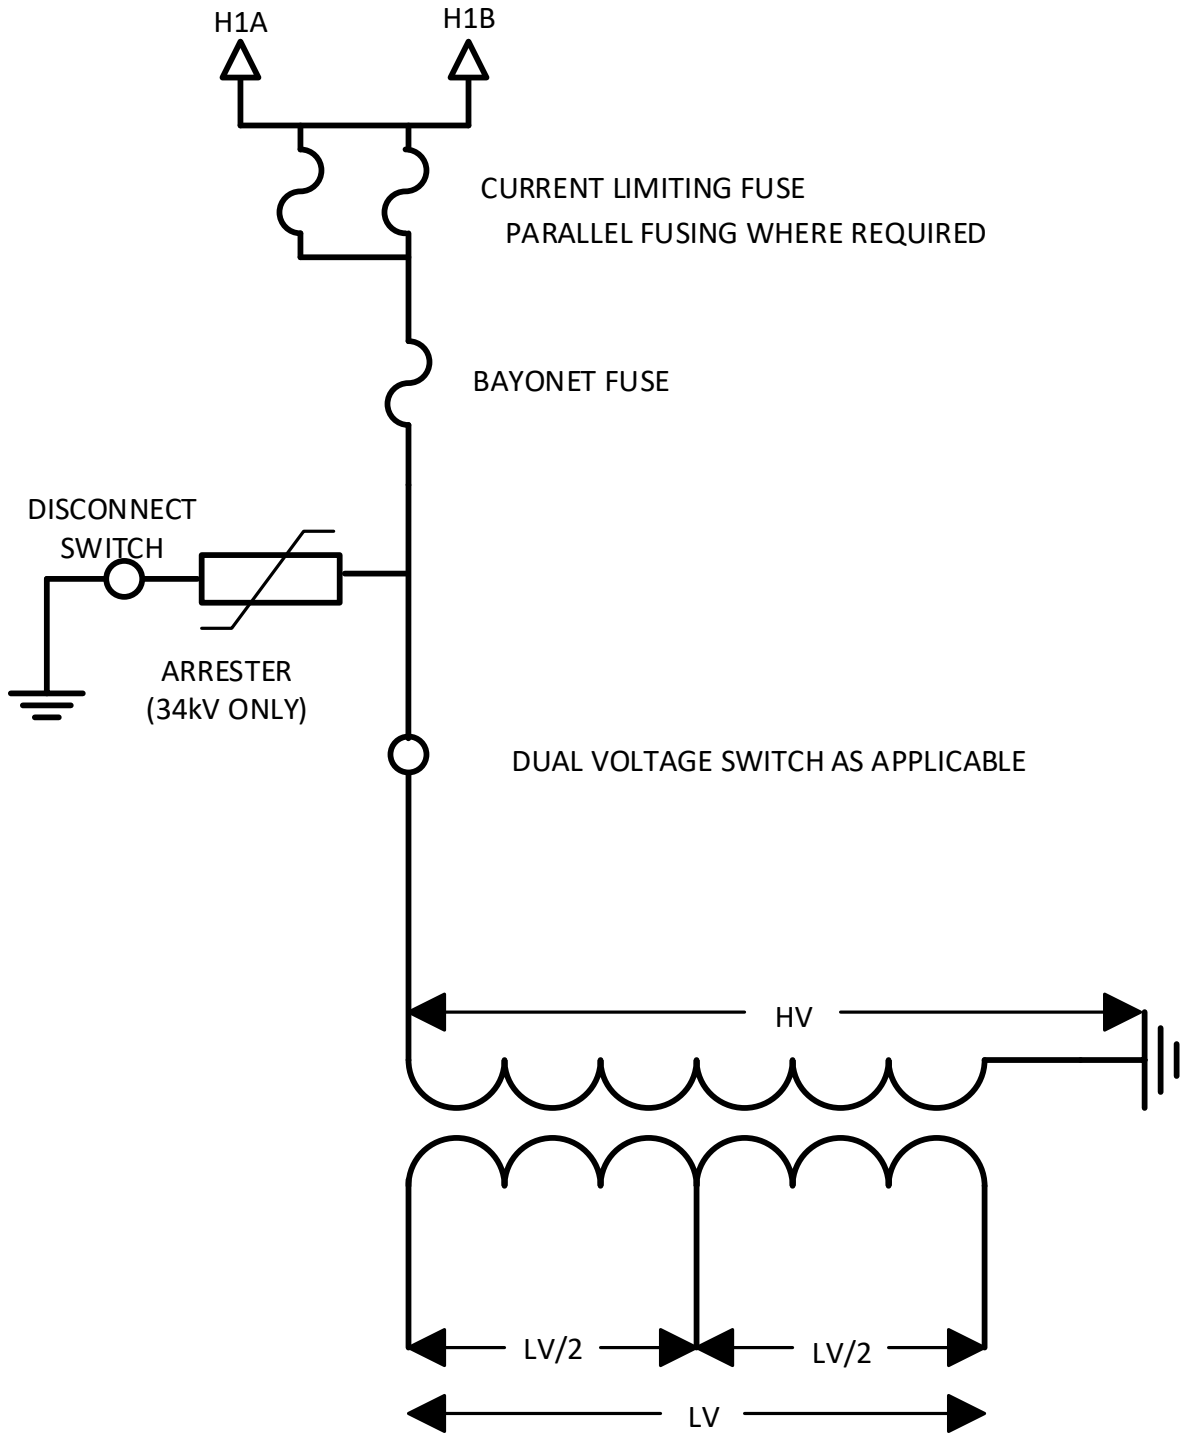 H1A
H1B
CURRENT LIMITING FUSE
PARALLEL FUSING WHERE REQUIRED
BAYONET FUSE
DISCONNECT
SWITCH
ARRESTER
(34kV ONLY)
DUAL VOLTAGE SWITCH AS APPLICABLE
HV
LV/2
LV/2
LV